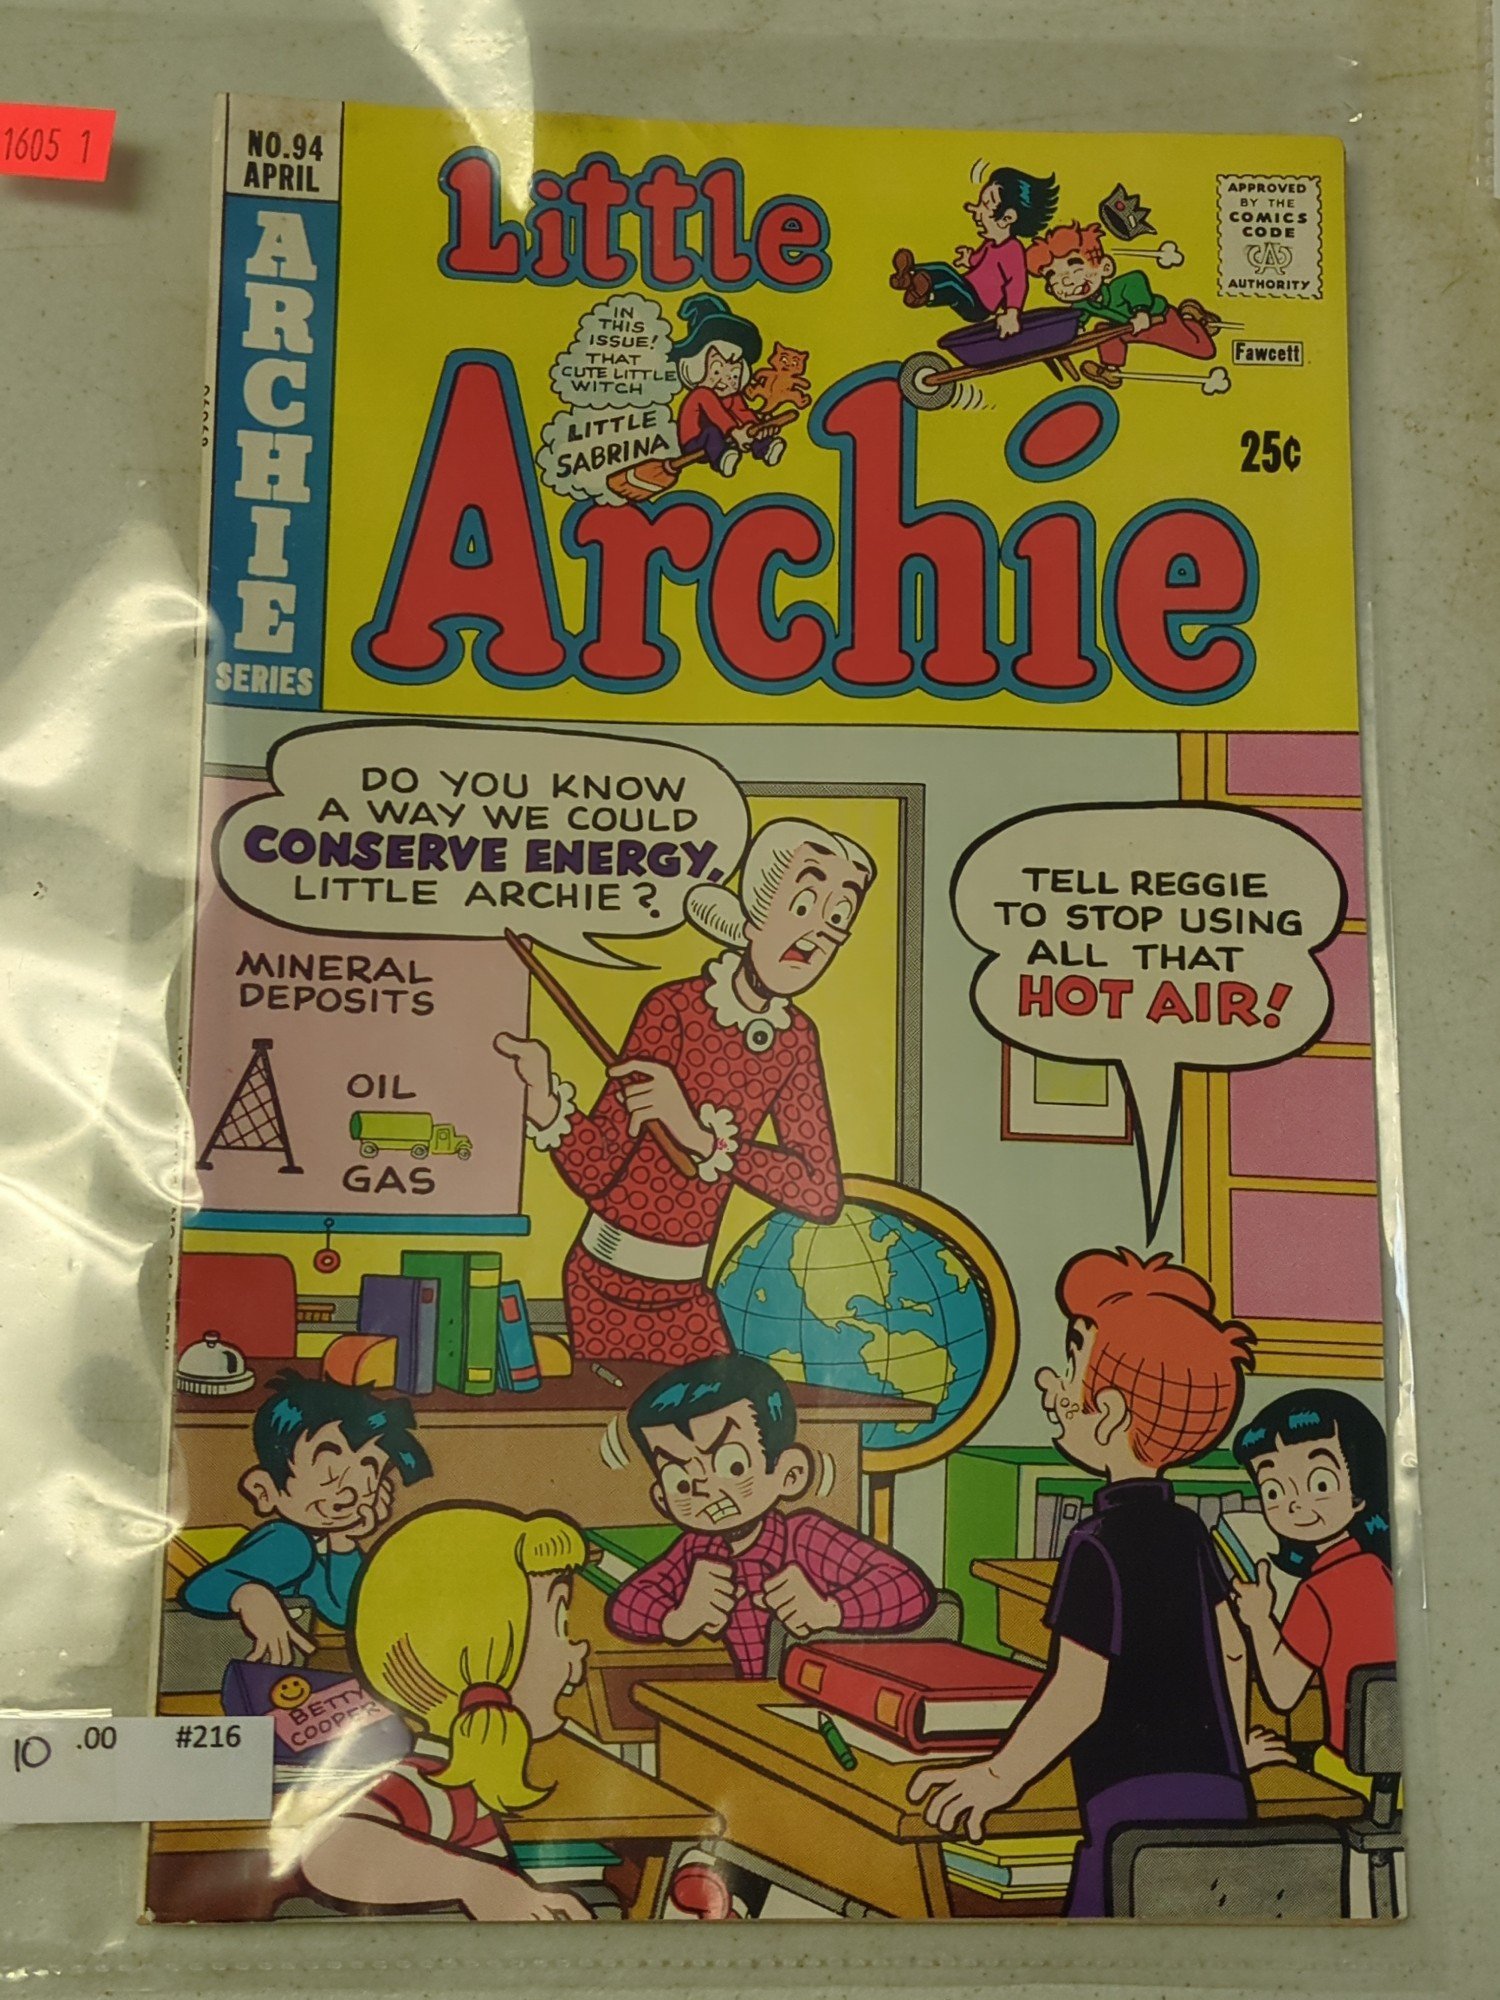 1605 1
NO.94
APRIL
ARCHIE
SERIES
Little
Archie
IN
THIS
ISSUE!
THAT
CUTE LITTLE
WITCH
LITTLE
SABRINA
APPROVED
BY THE
COMICS
CODE
CA
AUTHORITY
Fawcett
25¢
DO YOU KNOW
A WAY WE COULD
CONSERVE ENERGY,
LITTLE ARCHIE?
TELL REGGIE
TO STOP USING
ALL THAT
HOT AIR!
MINERAL
DEPOSITS
OIL
GAS
BETTY
COOPER
10 .00 #216